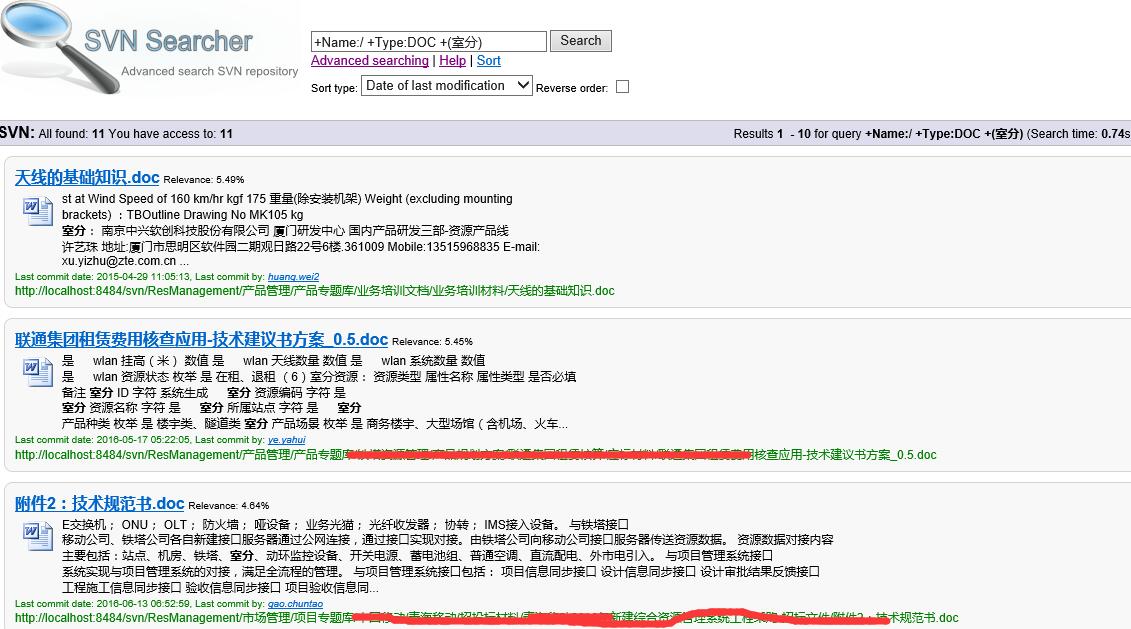 SVN Searcher
Advanced search SVN repository
+Name:/ +Type:DOC +(室分)
Search
Advanced searching | Help | Sort
Sort type: Date of last modification Reverse order:
SVN: All found: 11 You have access to: 11
Results 1 - 10 for query +Name:/ +Type:DOC +(室分) (Search time: 0.74s
天线的基础知识.doc Relevance: 5.49%
st at Wind Speed of 160 km/hr kgf 175 重量(除安装机架) Weight (excluding mounting
brackets) ：TBOutline Drawing No MK105 kg
室分： 南京中兴软创科技股份有限公司 厦门研发中心 国内产品研发三部-资源产品线
许艺珠 地址:厦门市思明区软件园二期观日路22号6楼.361009 Mobile:13515968835 E-mail:
xu.yizhu@zte.com.cn ...
Last commit date: 2015-04-29 11:05:13, Last commit by: huang.wei2
http://localhost:8484/svn/ResManagement/产品管理/产品专题库/业务培训文档/业务培训材料/天线的基础知识.doc
联通集团租赁费用核查应用-技术建议书方案_0.5.doc Relevance: 5.45%
是 wlan 挂高（米） 数值 是 wlan 天线数量 数值 是 wlan 系统数量 数值
是 wlan 资源状态 枚举 是 在租、退租 （6）室分资源： 资源类型 属性名称 属性类型 是否必填
备注 室分 ID 字符 系统生成 室分 资源编码 字符 是
室分 资源名称 字符 是 室分 所属站点 字符 是 室分
产品种类 枚举 是 楼宇类、隧道类 室分 产品场景 枚举 是 商务楼宇、大型场馆（含机场、火车...
Last commit date: 2016-05-17 05:22:05, Last commit by: ye.yahui
http://localhost:8484/svn/ResManagement/产品管理/产品专题库 核查应用-技术建议书方案_0.5.doc
附件2：技术规范书.doc Relevance: 4.64%
E交换机； ONU； OLT； 防火墙； 哑设备； 业务光猫； 光纤收发器； 协转； IMS接入设备。 与铁塔接口
移动公司、铁塔公司各自新建接口服务器通过公网连接，通过接口实现对接。由铁塔公司向移动公司接口服务器传送资源数据。 资源数据对接内容
主要包括：站点、机房、铁塔、室分、动环监控设备、开关电源、蓄电池组、普通空调、直流配电、外市电引入。 与项目管理系统接口
系统实现与项目管理系统的对接，满足全流程的管理。 与项目管理系统接口包括： 项目信息同步接口 设计信息同步接口 设计审批结果反馈接口
工程施工信息同步接口 验收信息同步接口 项目验收信息同...
Last commit date: 2016-06-13 06:52:59, Last commit by: gao.chuntao
http://localhost:8484/svn/ResManagement/市场管理/项目专题库 新建综合资源 技术规范书.doc